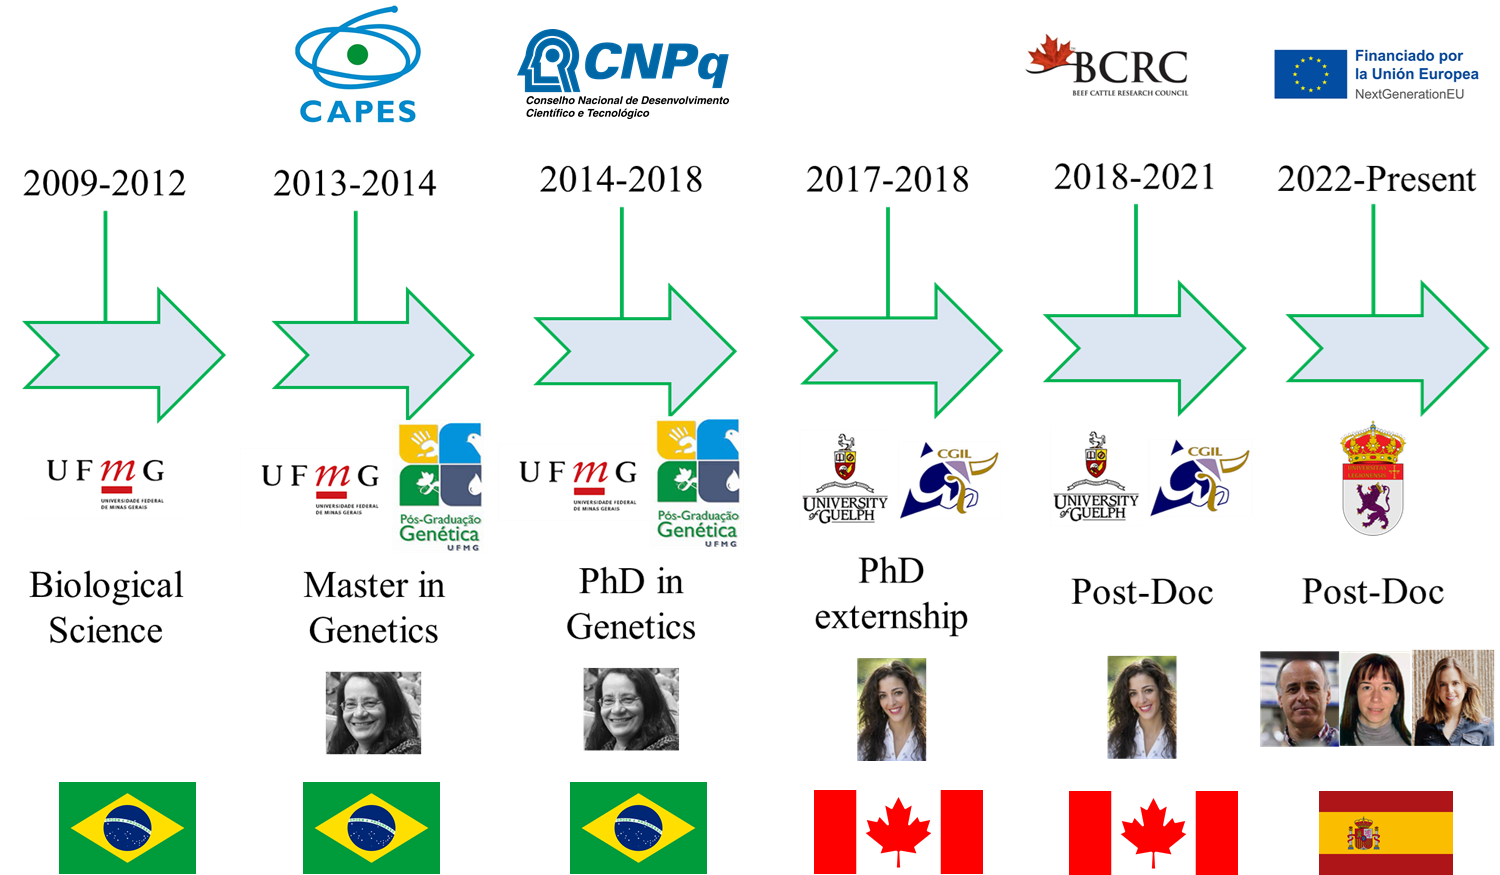 CAPES
CNPq
Conselho Nacional de Desenvolvimento
Científico e Tecnológico
BCRC
BEEF CATTLE RESEARCH COUNCIL
Financiado por
la Unión Europea
NextGenerationEU
2009-2012
2013-2014
2014-2018
2017-2018
2018-2021
2022-Present
UFmG
UNIVERSIDADE FEDERAL
DE MINAS GERAIS
UFmG
UNIVERSIDADE FEDERAL
DE MINAS GERAIS
Pós-Graduação
Genética
UFMG
UFmG
UNIVERSIDADE FEDERAL
DE MINAS GERAIS
Pós-Graduação
Genética
UFMG
UNIVERSITY
OF GUELPH
CGIL
UNIVERSITY
OF GUELPH
CGIL
UNIVERSITAS
LEGIONENSIS
Biological
Science
Master in
Genetics
PhD in
Genetics
PhD
externship
Post-Doc
Post-Doc